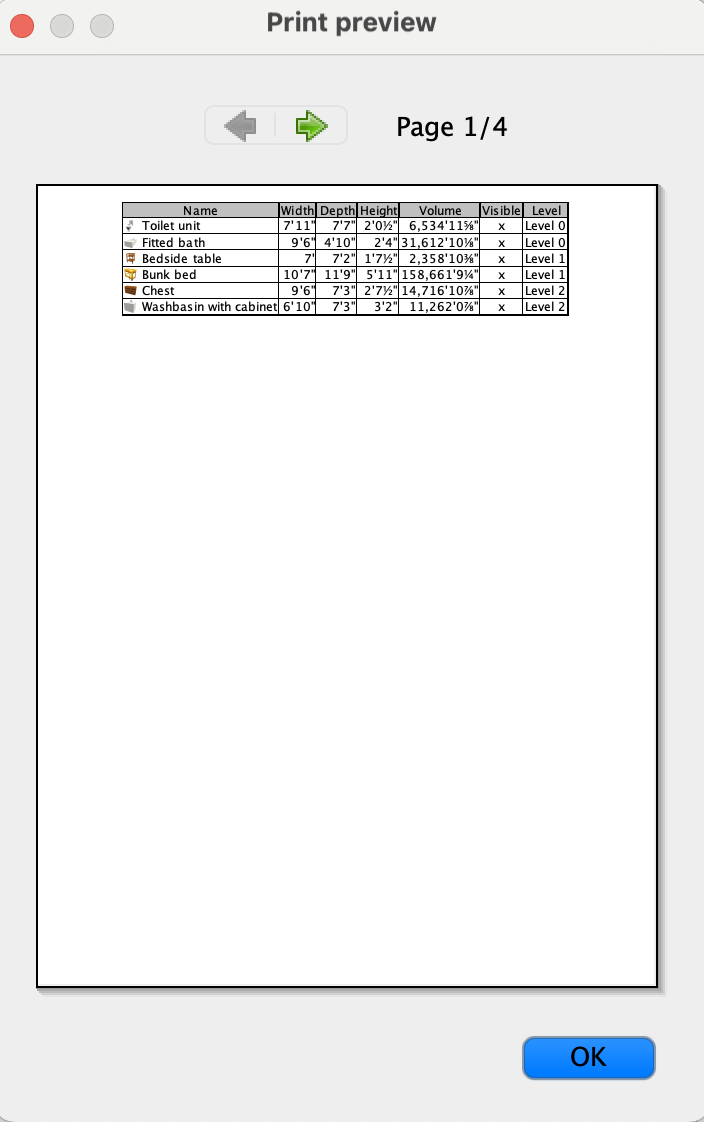 Print preview
Page 1/4
Name Width Depth Height Volume Visible Level
Toilet unit 7'11" 7'7" 2'0½" 6,534'11⅝" x Level 0
Fitted bath 9'6" 4'10" 2'4" 31,612'10⅛" x Level 0
Bedside table 7' 7'2" 1'7½" 2,358'10⅜" x Level 1
Bunk bed 10'7" 11'9" 5'11" 158,661'9¼" x Level 1
Chest 9'6" 7'3" 2'7½" 14,716'10⅞" x Level 2
Washbasin with cabinet 6'10" 7'3" 3'2" 11,262'0⅞" x Level 2
OK